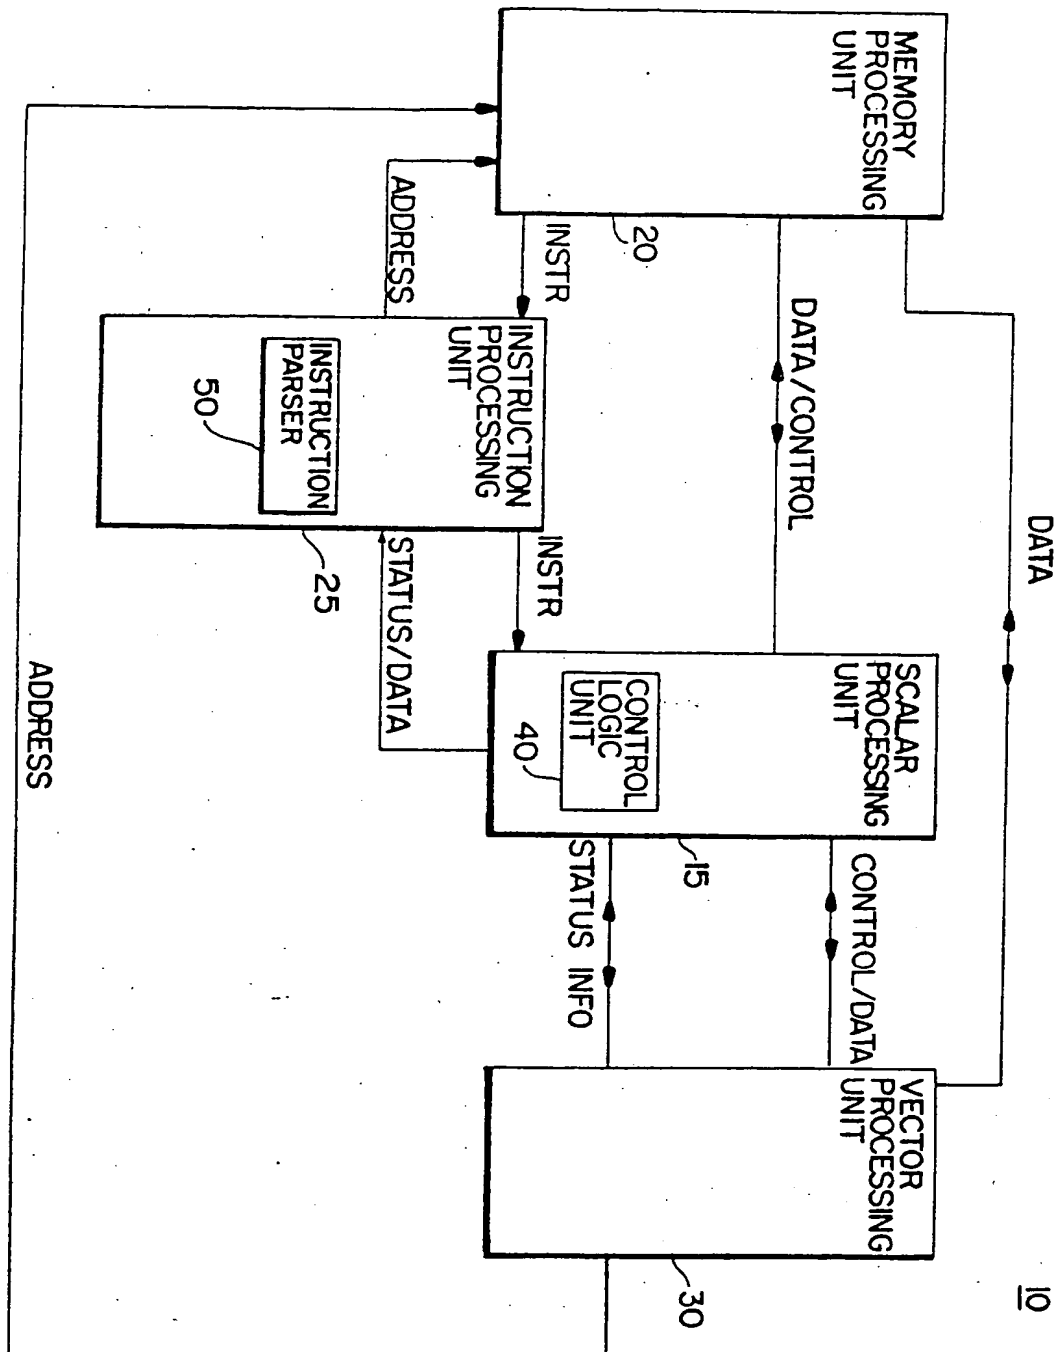 10
DATA
MEMORY
PROCESSING
UNIT
20
DATA/CONTROL
SCALAR
PROCESSING
UNIT
CONTROL
LOGIC
UNIT
40
15
CONTROL/DATA
STATUS INFO
VECTOR
PROCESSING
UNIT
30
INSTR
ADDRESS
INSTRUCTION
PROCESSING
UNIT
INSTRUCTION
PARSER
50
25
INSTR
STATUS/DATA
ADDRESS